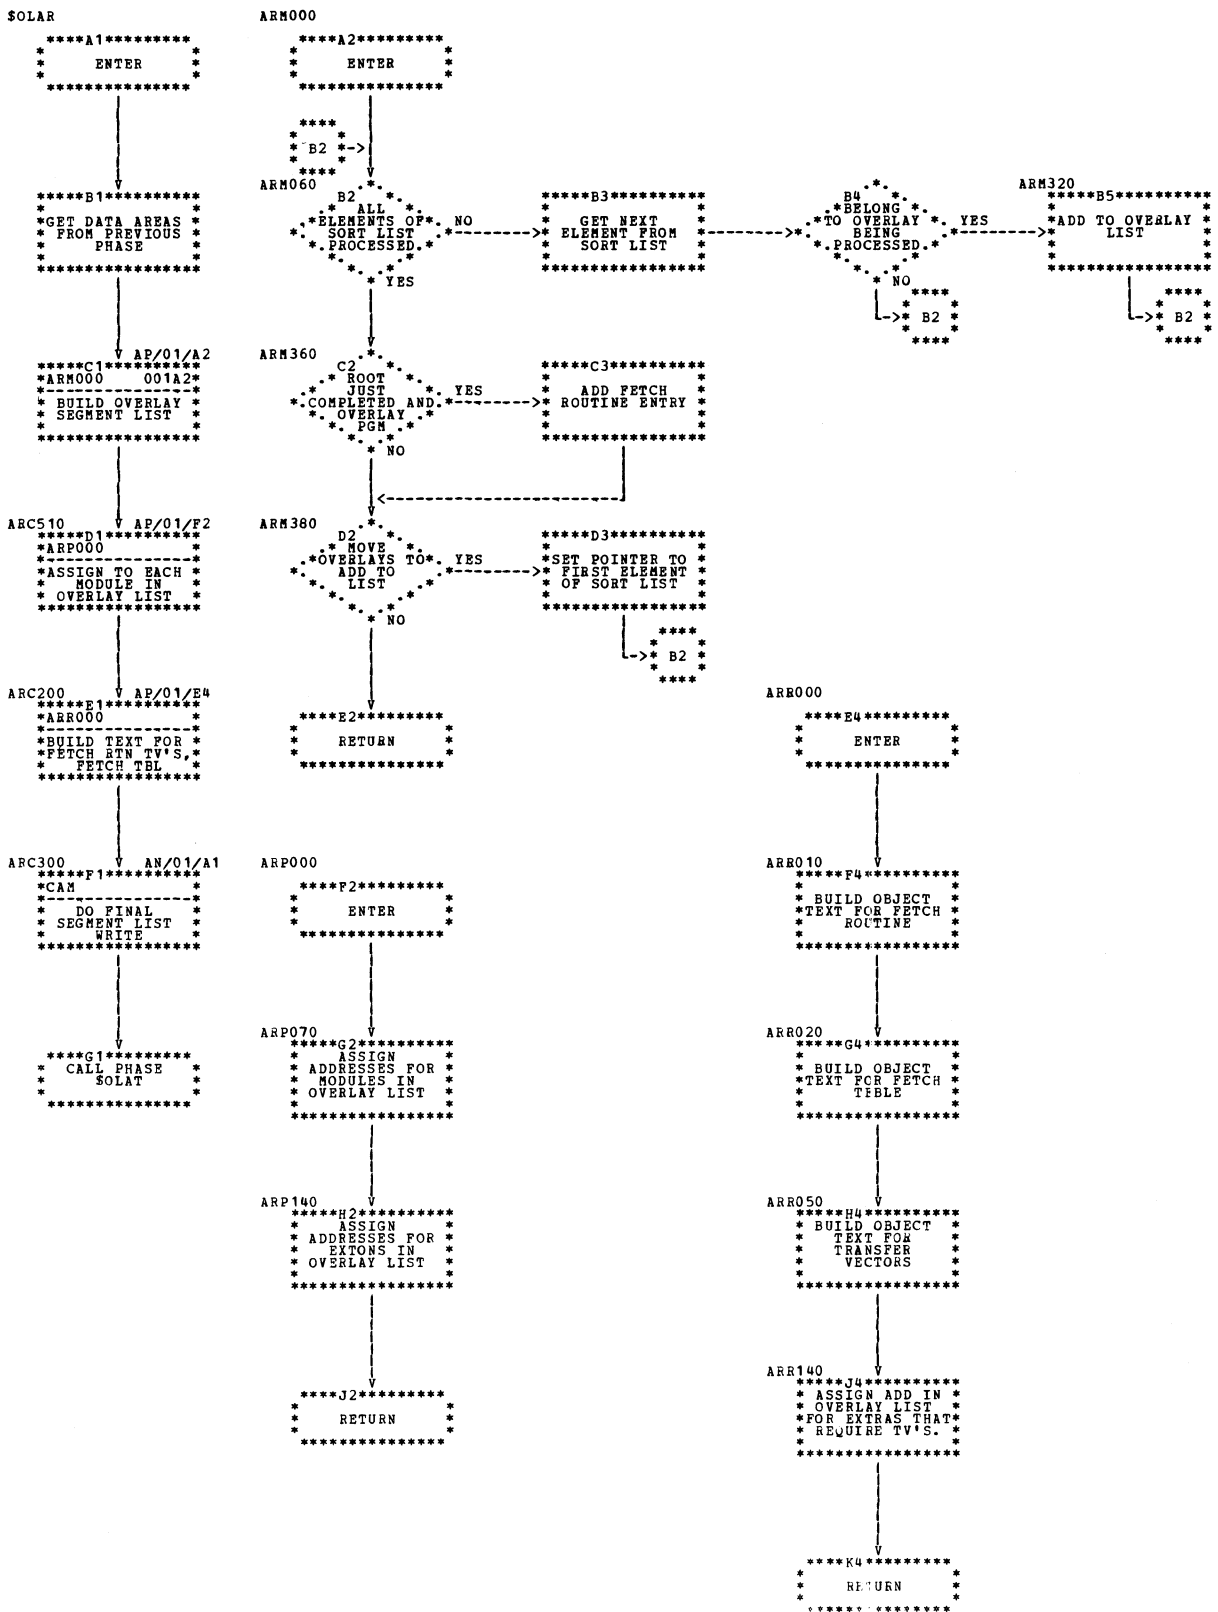 $OLAR
A1
ENTER
B1
GET DATA AREAS
FROM PREVIOUS
PHASE
AP/01/A2
C1
ARM000 001A2
BUILD OVERLAY
SEGMENT LIST
ARC510 AP/01/F2
D1
ARP000
ASSIGN TO EACH
MODULE IN
OVERLAY LIST
ARC200 AP/01/E4
E1
ARR000
BUILD TEXT FOR
FETCH RTN TV'S,
FETCH TBL
ARC300 AN/01/A1
F1
CAM
DO FINAL
SEGMENT LIST
WRITE
G1
CALL PHASE
$OLAT
ARM000
A2
ENTER
B2
ARM060
B2
ALL
ELEMENTS OF
SORT LIST
PROCESSED
NO
YES
B3
GET NEXT
ELEMENT FROM
SORT LIST
B4
BELONG
TO OVERLAY
BEING
PROCESSED
YES
NO
B2
ARM320
B5
ADD TO OVERLAY
LIST
B2
ARM360
C2
ROOT
JUST
COMPLETED AND
OVERLAY
PGM
YES
NO
C3
ADD FETCH
ROUTINE ENTRY
ARM380
D2
MOVE
OVERLAYS TO
ADD TO
LIST
YES
NO
D3
SET POINTER TO
FIRST ELEMENT
OF SORT LIST
B2
E2
RETURN
ARP000
F2
ENTER
ARP070
G2
ASSIGN
ADDRESSES FOR
MODULES IN
OVERLAY LIST
ARP140
H2
ASSIGN
ADDRESSES FOR
EXTONS IN
OVERLAY LIST
J2
RETURN
ARR000
E4
ENTER
ARR010
F4
BUILD OBJECT
TEXT FOR FETCH
ROUTINE
ARR020
G4
BUILD OBJECT
TEXT FOR FETCH
ARR050
H4
BUILD OBJECT
TEXT FOR
TRANSFER
VECTORS
ARR140
J4
ASSIGN ADD IN
OVERLAY LIST
FOR EXTRAS THAT
REQUIRE TV'S.
K4
RETURN